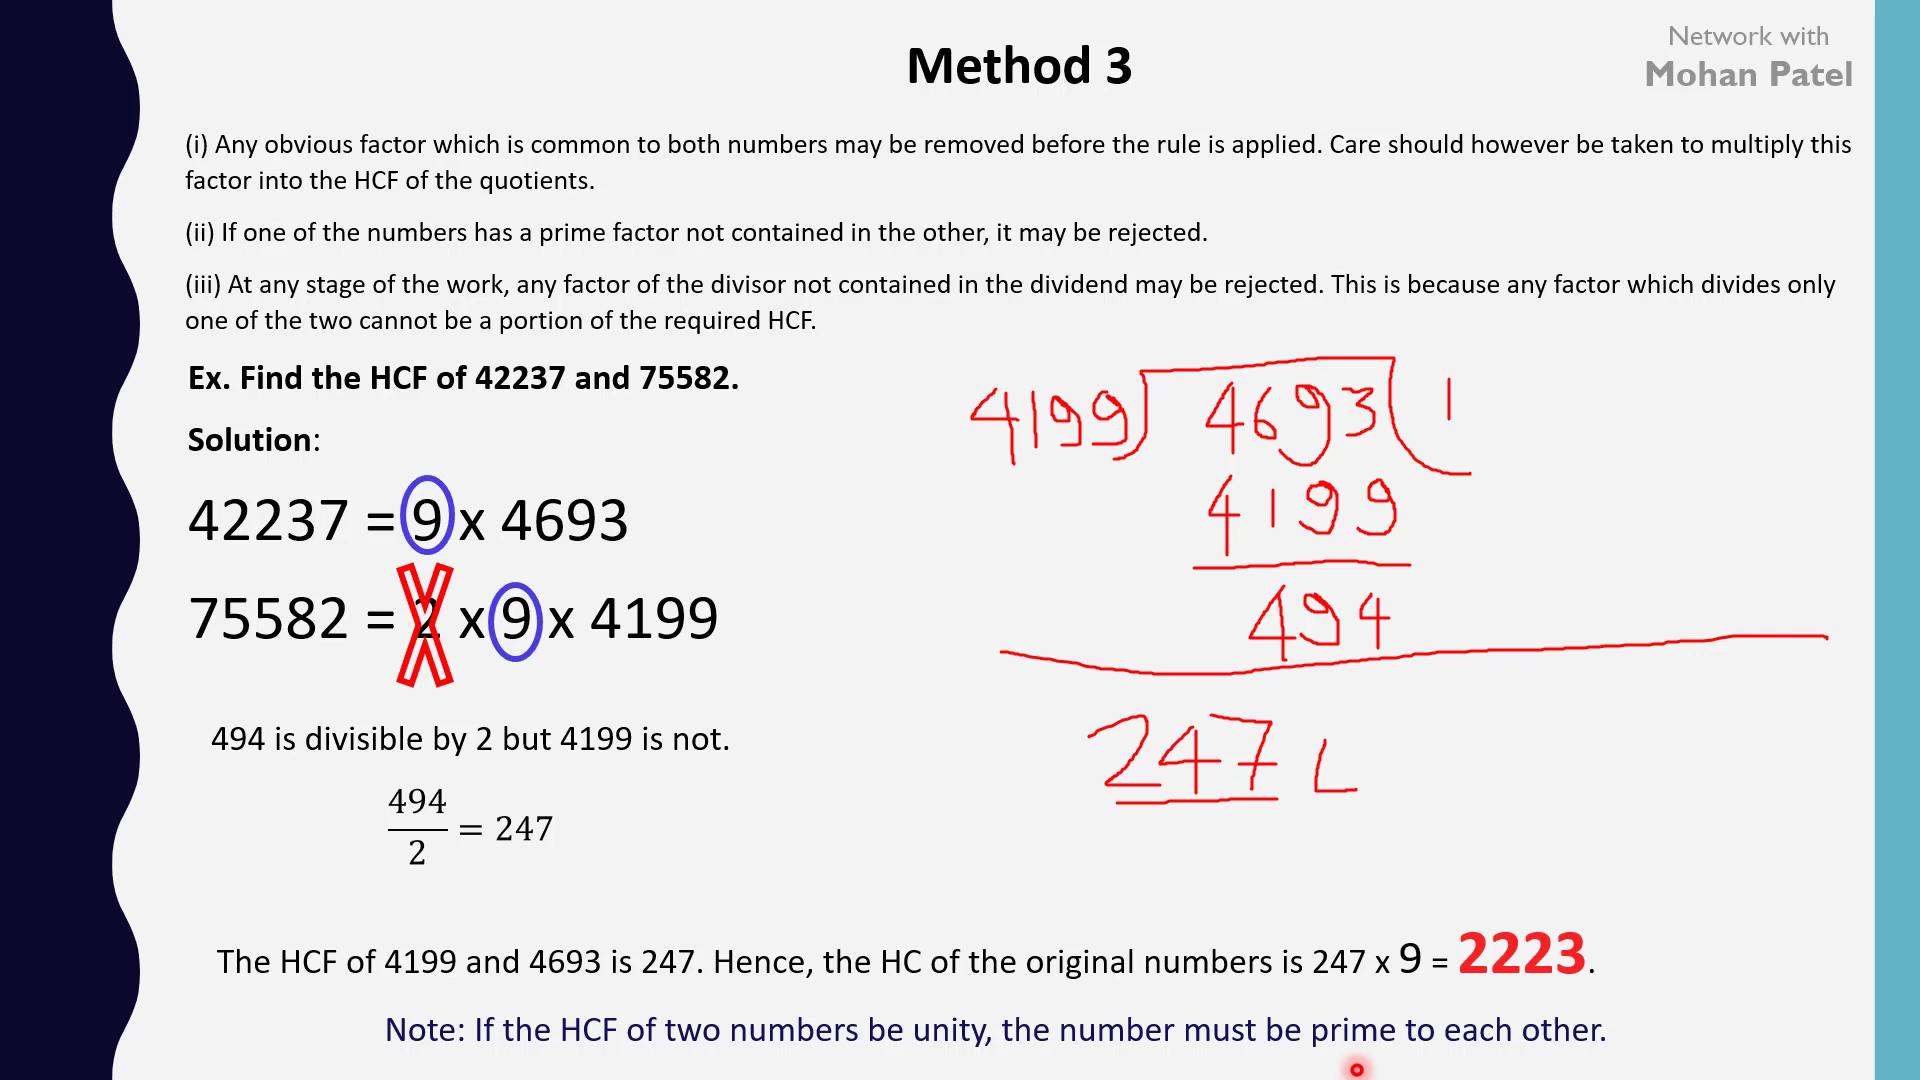 Network with
Mohan Patel
Method 3
(i) Any obvious factor which is common to both numbers may be removed before the rule is applied. Care should however be taken to multiply this
factor into the HCF of the quotients.
(ii) If one of the numbers has a prime factor not contained in the other, it may be rejected.
(iii) At any stage of the work, any factor of the divisor not contained in the dividend may be rejected. This is because any factor which divides only
one of the two cannot be a portion of the required HCF.
Ex. Find the HCF of 42237 and 75582.
Solution:
42237 = 9 x 4693
75582 = 2 x 9 x 4199
494 is divisible by 2 but 4199 is not.
494
2
= 247
4199 4693 1
4199
494
247 L
The HCF of 4199 and 4693 is 247. Hence, the HC of the original numbers is 247 x 9 = 2223.
Note: If the HCF of two numbers be unity, the number must be prime to each other.